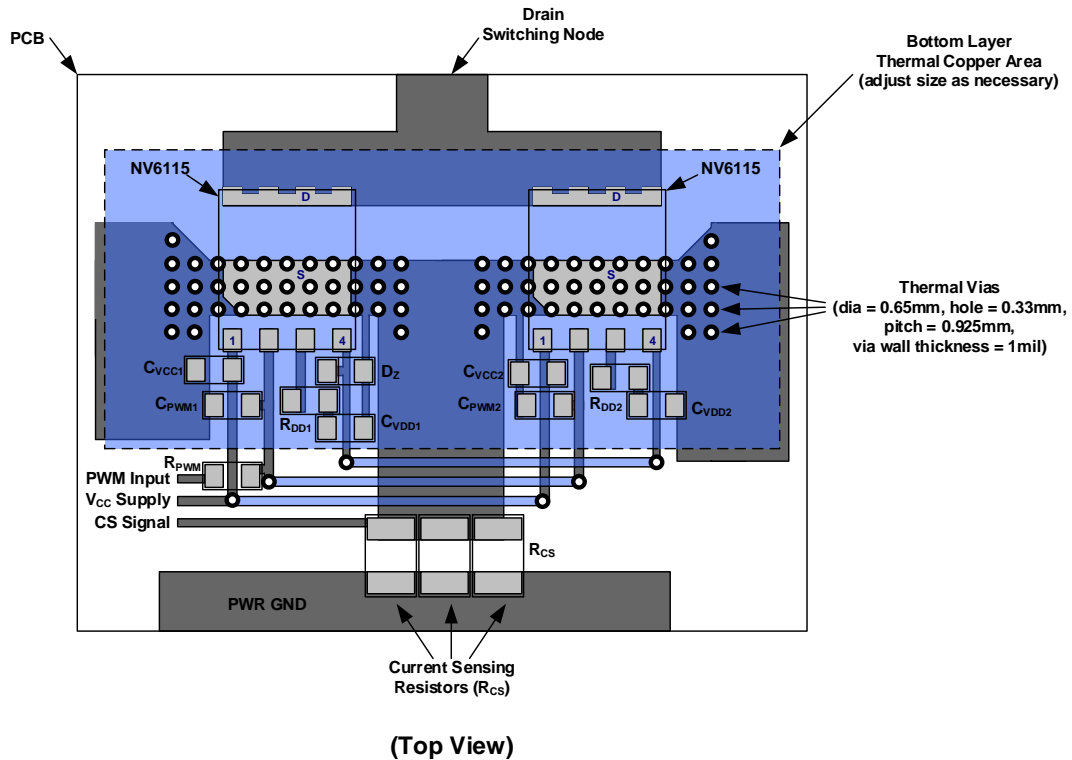 Drain
Switching Node
PCB
Bottom Layer
Thermal Copper Area
(adjust size as necessary)
NV6115
NV6115
D
D
S
S
Thermal Vias
(dia = 0.65mm, hole = 0.33mm,
pitch = 0.925mm,
via wall thickness = 1mil)
1
4
1
4
CVCC1
DZ
CVCC2
CPWM1
RDD1
CVDD1
CPWM2
RDD2
CVDD2
RPWM
PWM Input
VCC Supply
CS Signal
RCS
PWR GND
Current Sensing
Resistors (RCS)
(Top View)